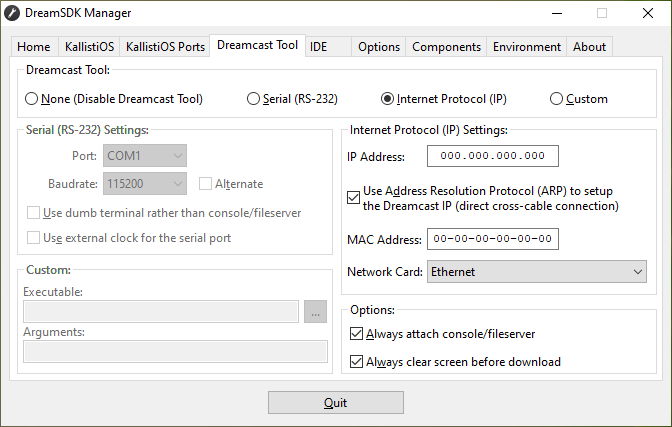 DreamSDK Manager
Home KallistiOS KallistiOS Ports Dreamcast Tool IDE Options Components Environment About
Dreamcast Tool:
None (Disable Dreamcast Tool) Serial (RS-232) Internet Protocol (IP) Custom
Serial (RS-232) Settings:
Port: COM1
Baudrate: 115200 Alternate
Use dumb terminal rather than console/fileserver
Use external clock for the serial port
Custom:
Executable:
...
Arguments:
Internet Protocol (IP) Settings:
IP Address: 000.000.000.000
Use Address Resolution Protocol (ARP) to setup
the Dreamcast IP (direct cross-cable connection)
MAC Address: 00-00-00-00-00-00
Network Card: Ethernet
Options:
Always attach console/fileserver
Always clear screen before download
Quit